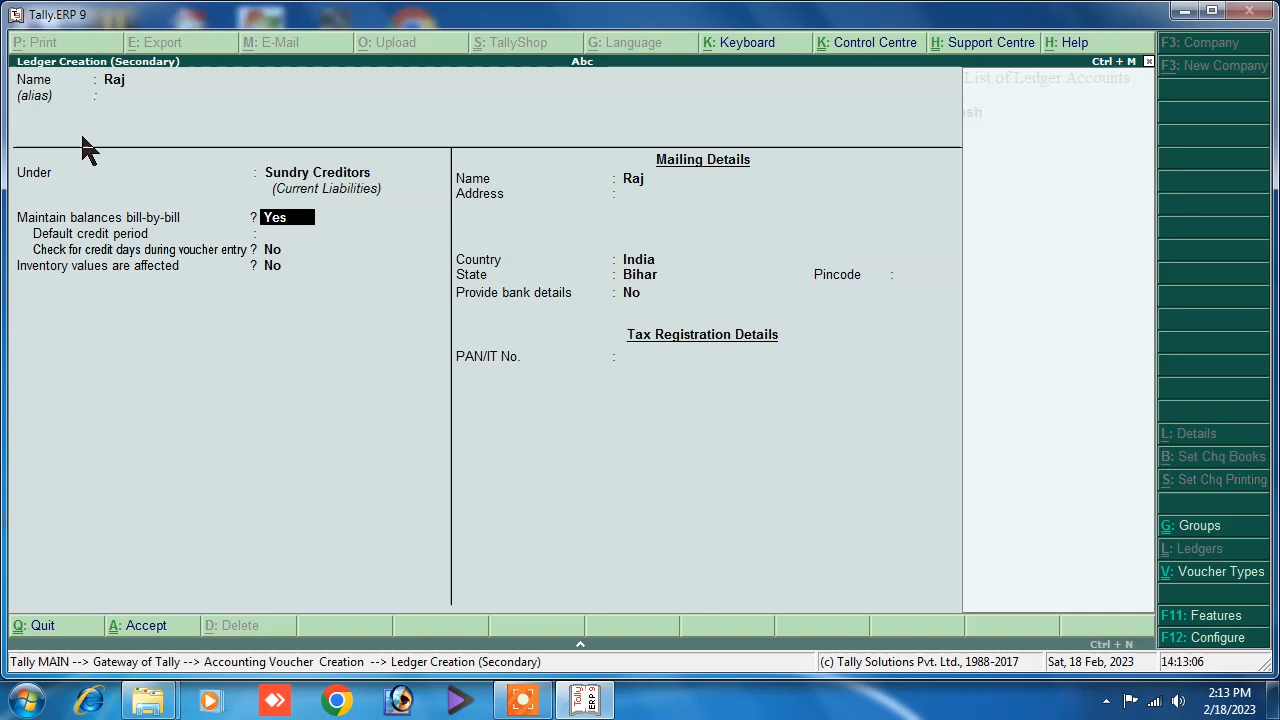 Tally.ERP 9
P: Print E: Export M: E-Mail O: Upload S: TallyShop G: Language K: Keyboard K: Control Centre H: Support Centre H: Help F3: Company
Ledger Creation (Secondary) Abc Ctrl + M F3: New Company
Name : Raj
(alias) :
List of Ledger Accounts
Under : Sundry Creditors
(Current Liabilities)
Maintain balances bill-by-bill ? Yes
Default credit period :
Check for credit days during voucher entry ? No
Inventory values are affected ? No
Mailing Details
Name : Raj
Address :
Country : India
State : Bihar Pincode :
Provide bank details : No
Tax Registration Details
PAN/IT No. :
L: Details
B: Set Chq Books
S: Set Chq Printing
G: Groups
L: Ledgers
V: Voucher Types
F11: Features
F12: Configure
Q: Quit A: Accept D: Delete
Ctrl + N
Tally MAIN --> Gateway of Tally --> Accounting Voucher Creation --> Ledger Creation (Secondary) (c) Tally Solutions Pvt. Ltd., 1988-2017 Sat, 18 Feb, 2023 14:13:06
Tally ERP 9
2:13 PM
2/18/2023